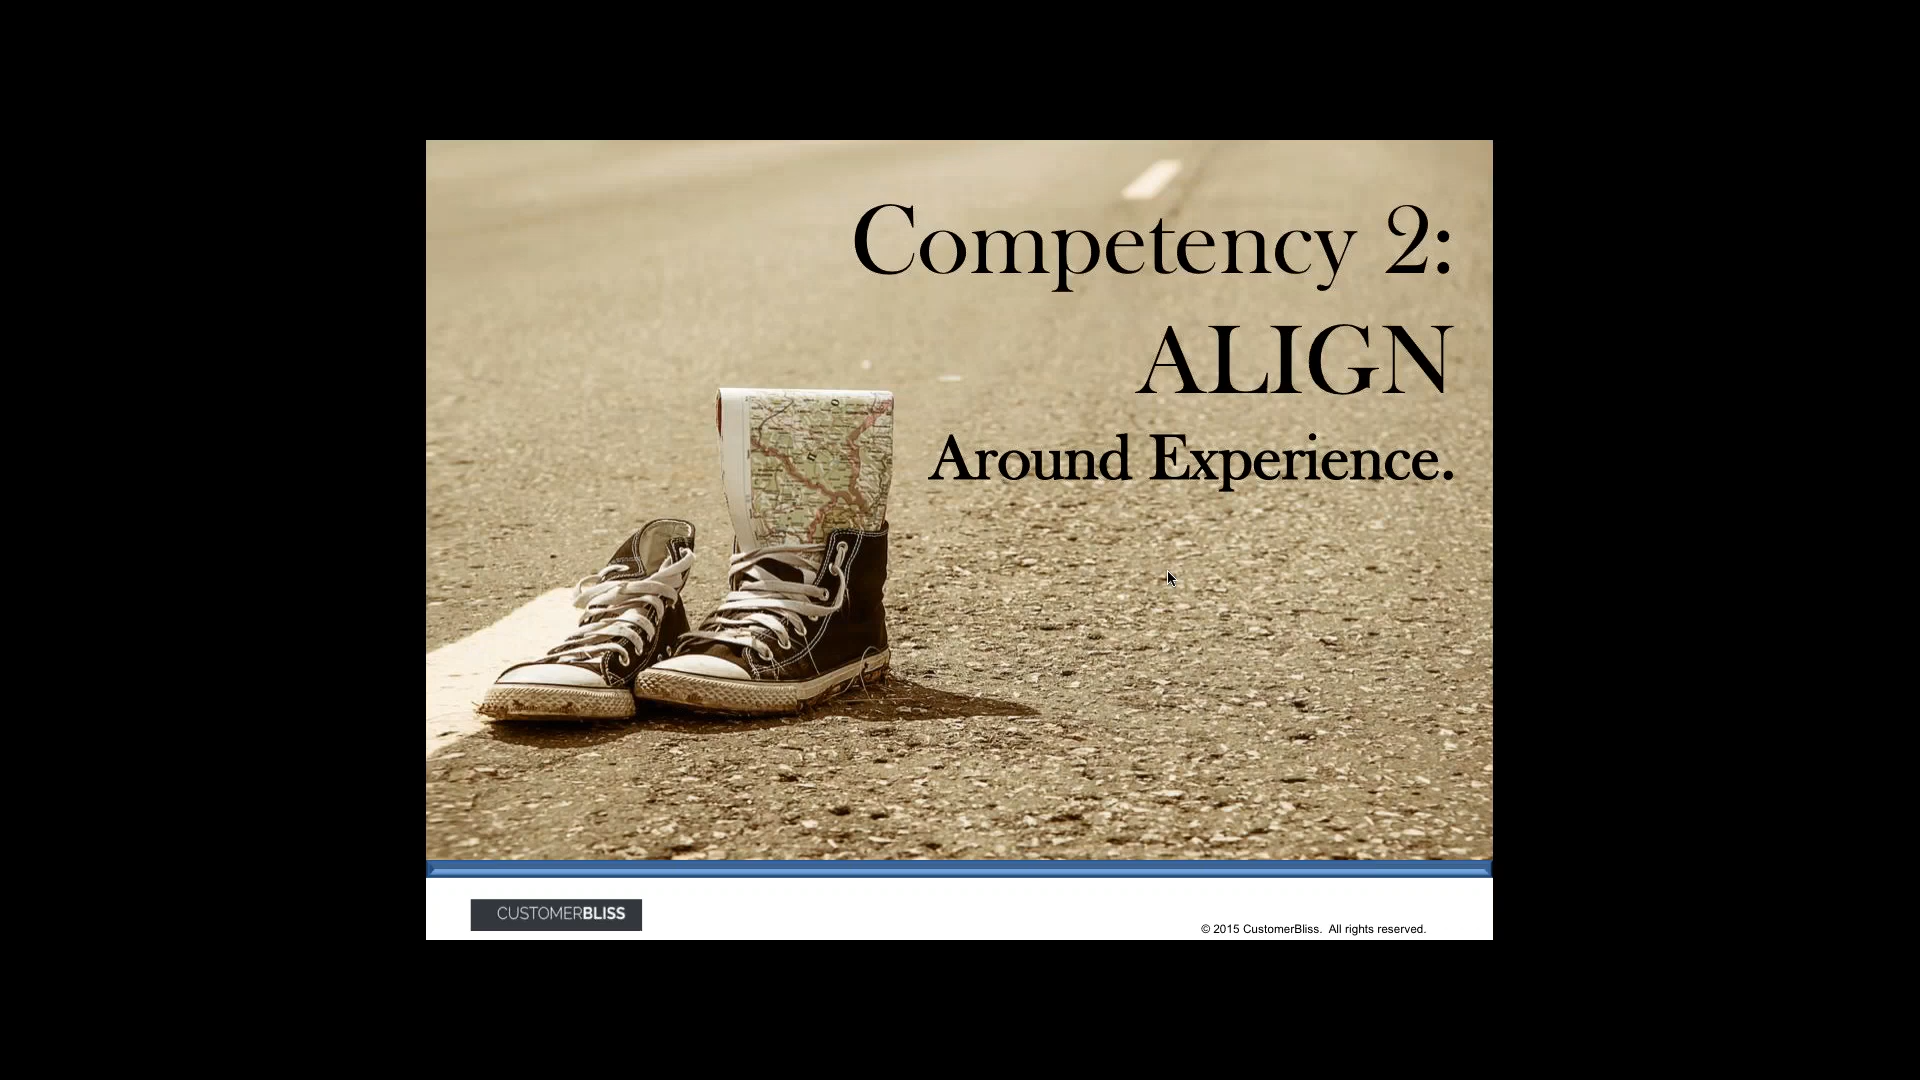 Competency 2:
ALIGN
Around Experience.
CUSTOMERBLISS
© 2015 CustomerBliss. All rights reserved.